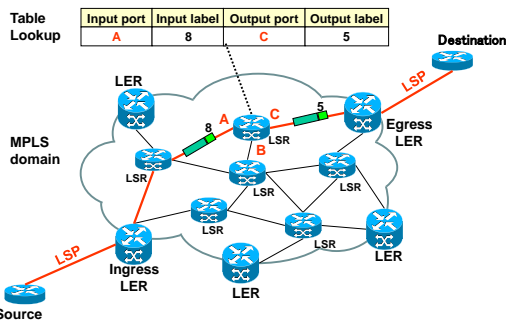 Table
Lookup
Input port Input label Output port Output label
A 8 C 5
Destination
LSP
LER
A
C
5
8
LSR
Egress
LER
MPLS
domain
B
LSR
LSR
LSR
LSR
LSR
LSP
Ingress
LER
LER
LER
Source